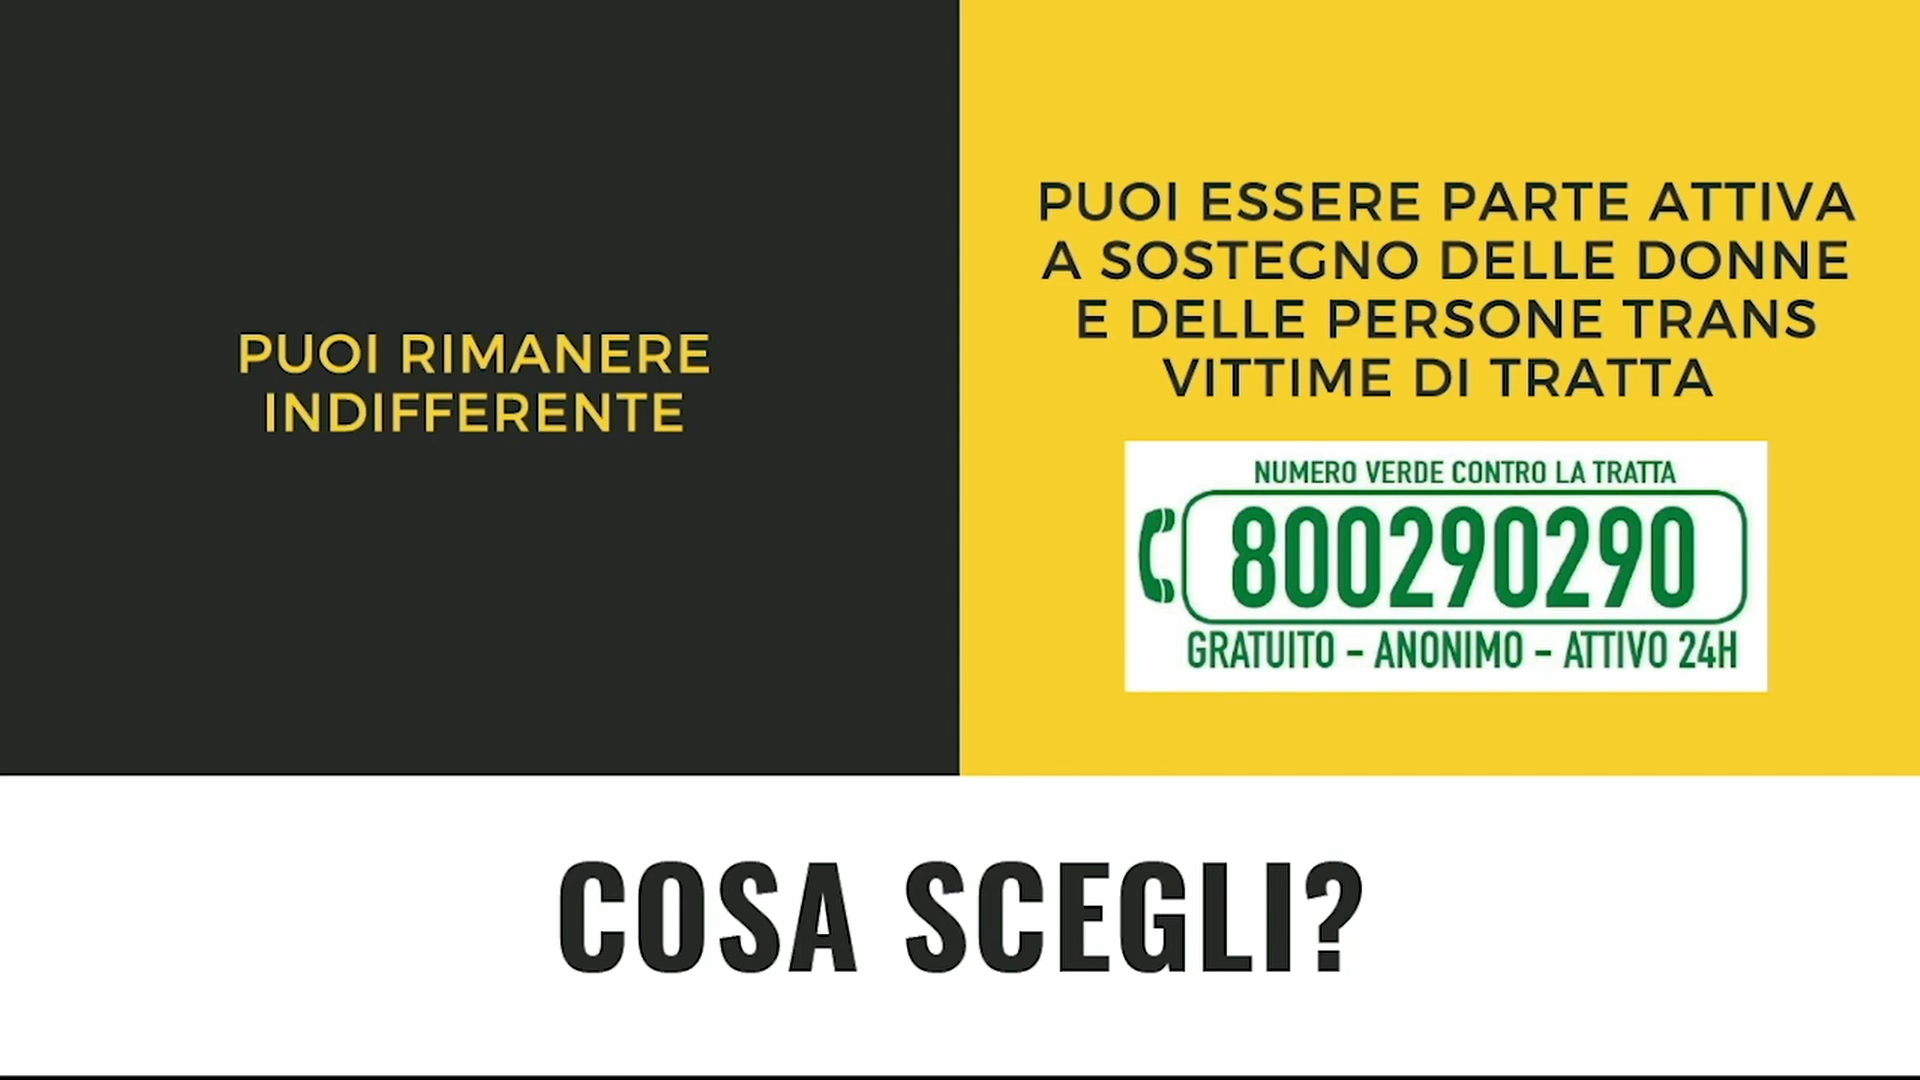 PUOI RIMANERE
INDIFFERENTE
PUOI ESSERE PARTE ATTIVA
A SOSTEGNO DELLE DONNE
E DELLE PERSONE TRANS
VITTIME DI TRATTA
NUMERO VERDE CONTRO LA TRATTA
800290290
GRATUITO - ANONIMO - ATTIVO 24H
COSA SCEGLI?